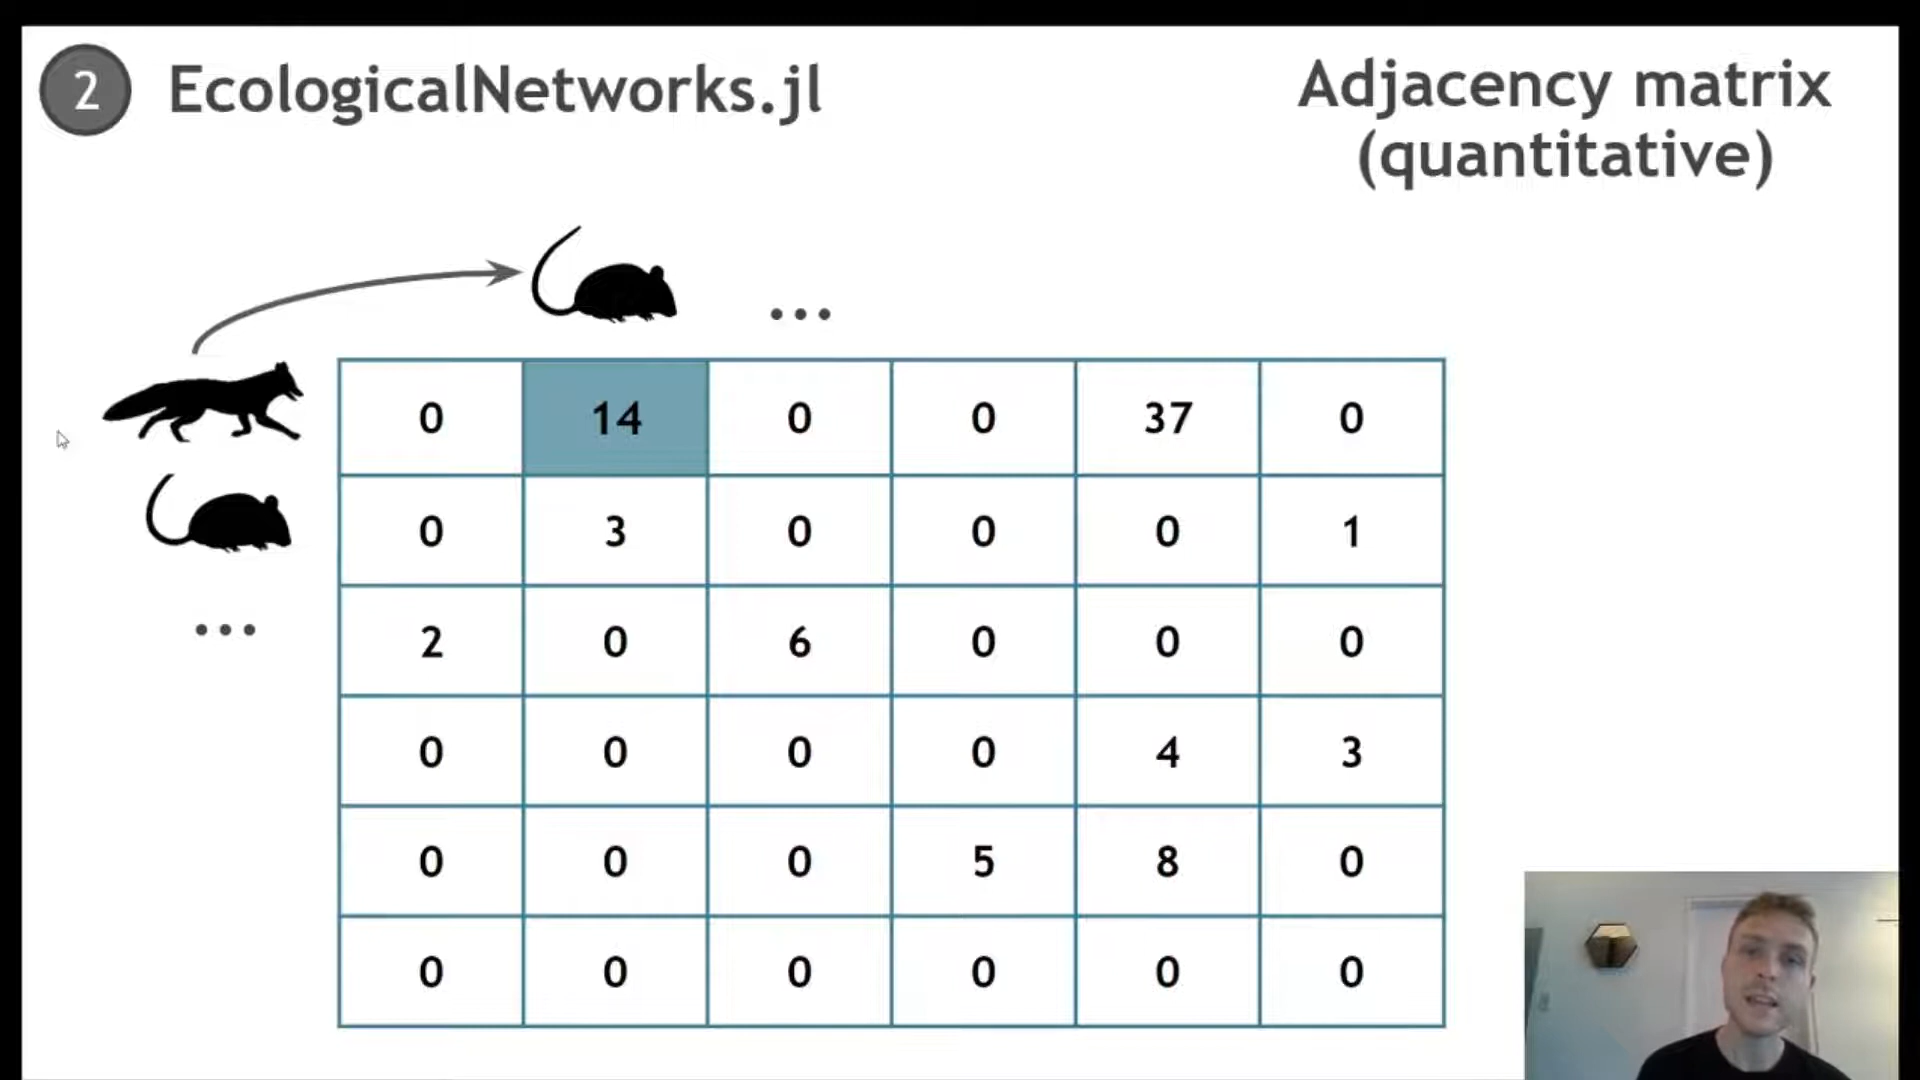 2 EcologicalNetworks.jl
Adjacency matrix
(quantitative)
...
0 14 0 0 37 0
0 3 0 0 0 1
...
2 0 6 0 0 0
0 0 0 0 4 3
0 0 0 5 8 0
0 0 0 0 0 0